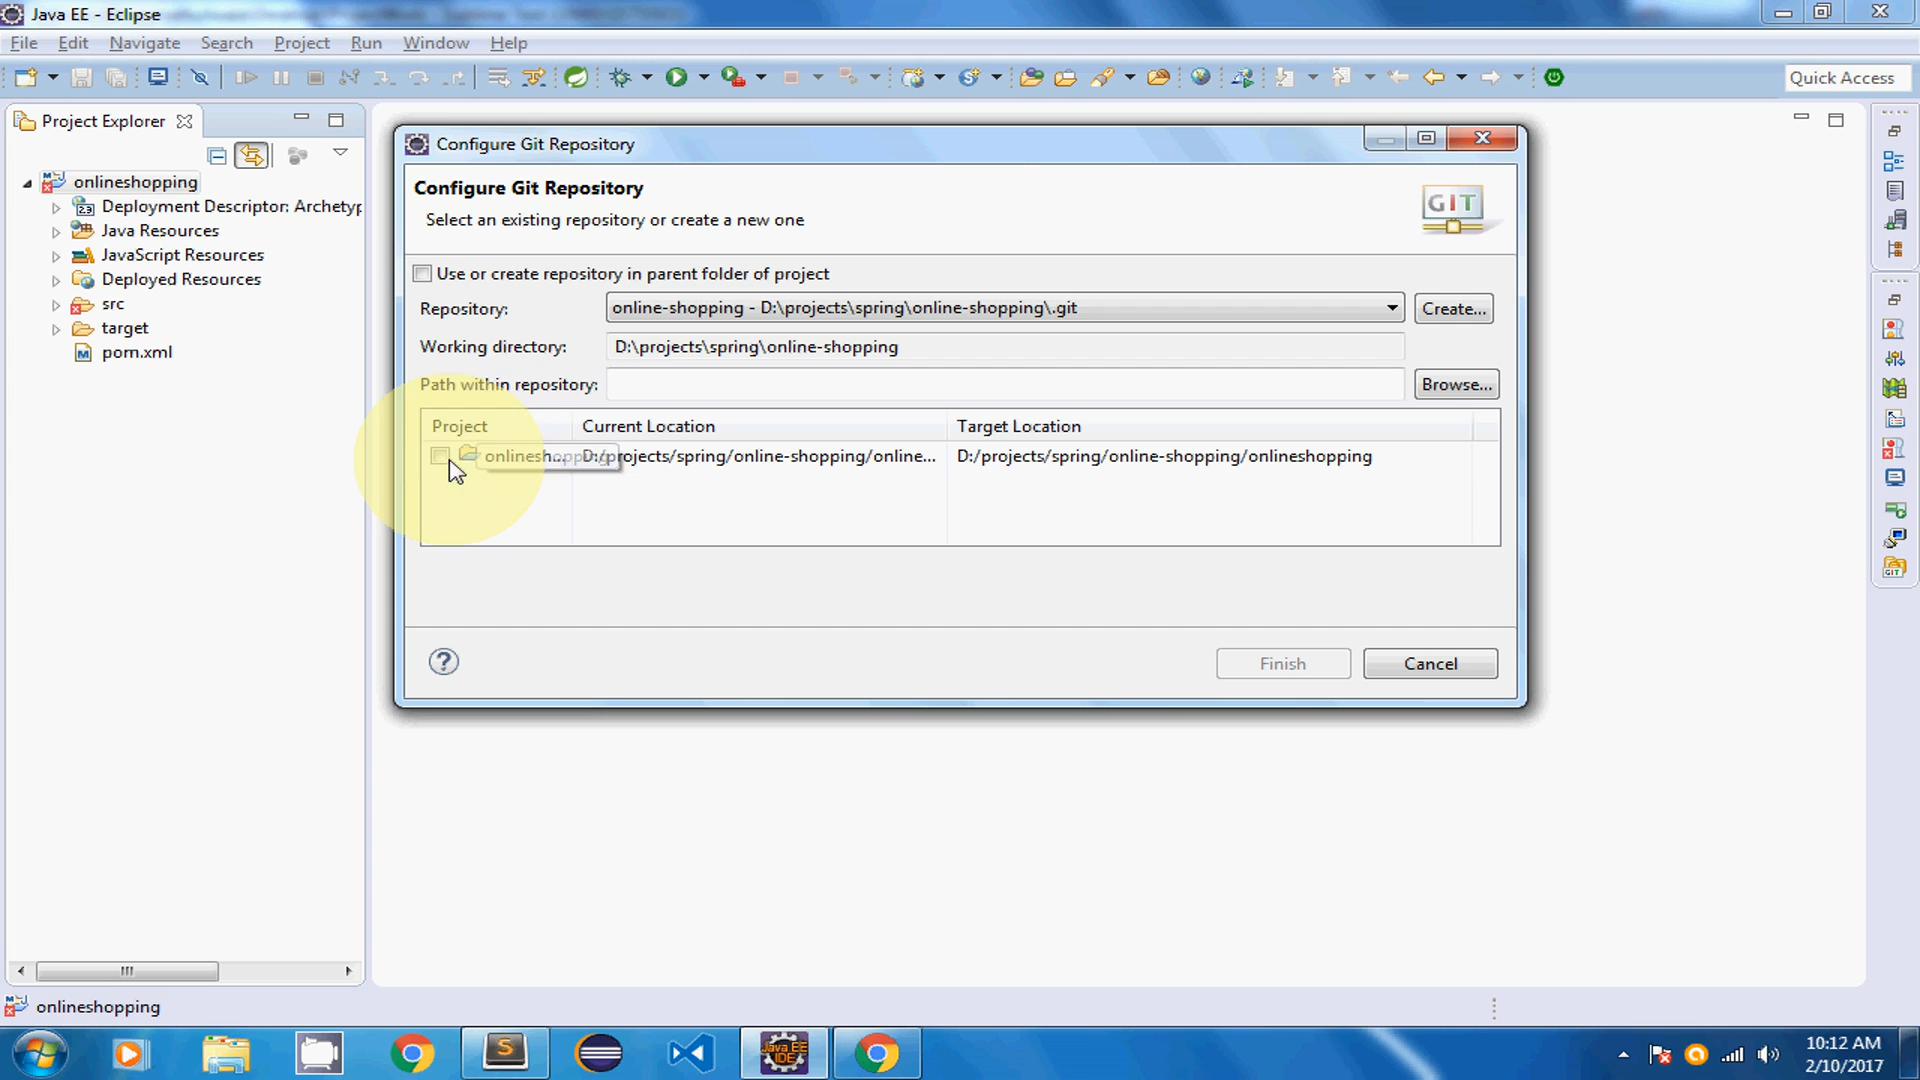 Java EE - Eclipse
File Edit Navigate Search Project Run Window Help
Quick Access
Project Explorer
onlineshopping
Deployment Descriptor: Archetyp
Java Resources
JavaScript Resources
Deployed Resources
src
target
pom.xml
Configure Git Repository
Configure Git Repository
Select an existing repository or create a new one
GIT
Use or create repository in parent folder of project
Repository: online-shopping - D:\projects\spring\online-shopping\.git Create...
Working directory: D:\projects\spring\online-shopping
Path within repository: Browse...
Project Current Location Target Location
onlinesh... D:/projects/spring/online-shopping/online... D:/projects/spring/online-shopping/onlineshopping
Finish Cancel
onlineshopping
Java EE
IDE
10:12 AM
2/10/2017